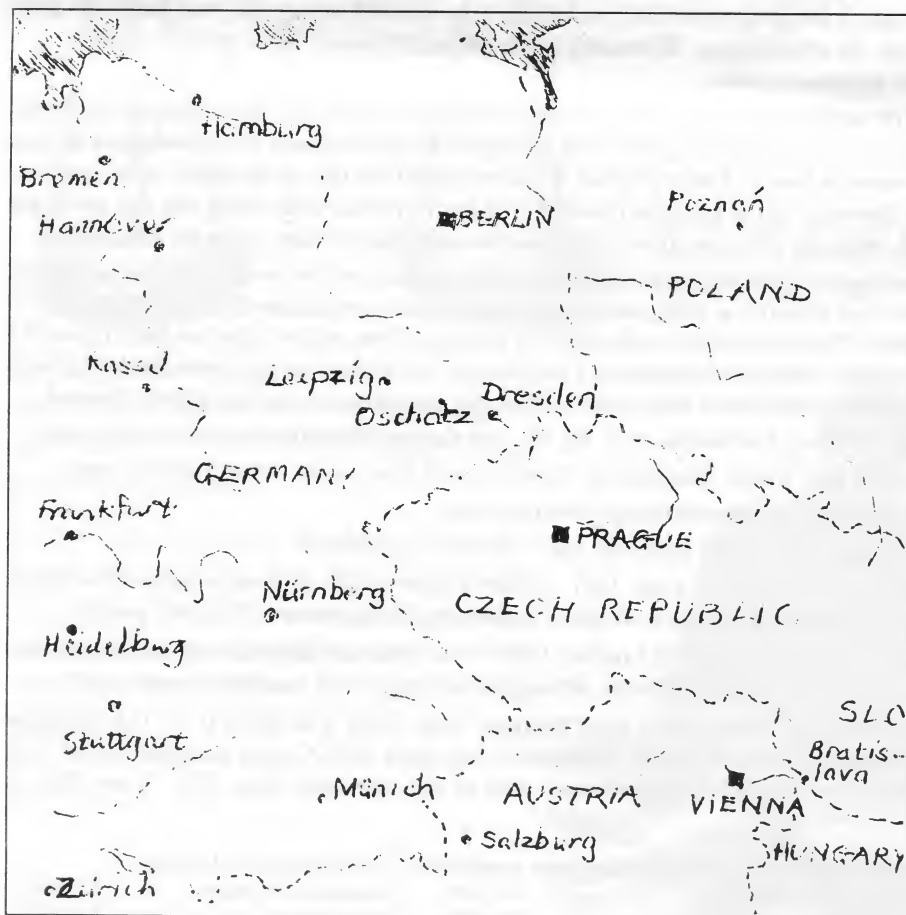 Hamburg
Bremen
Hannover
BERLIN
Poznań
POLAND
Kassel
Leipzig
Oschatz
Dresden
GERMANY
Frankfurt
PRAGUE
Nürnberg
CZECH REPUBLIC
Heidelburg
SLO
Stuttgart
Bratis-
lava
Münich
AUSTRIA
VIENNA
Salzburg
HUNGARY
Zürich